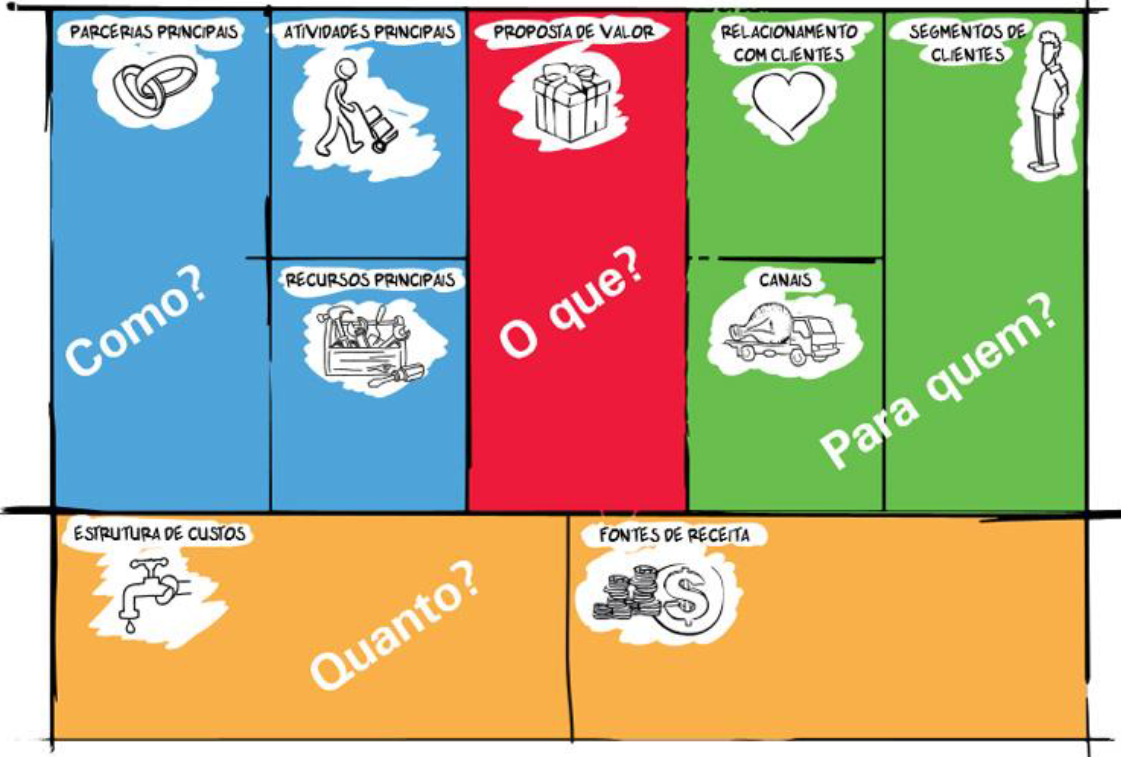 PARCERIAS PRINCIPAIS
ATIVIDADES PRINCIPAIS
PROPOSTA DE VALOR
RELACIONAMENTO
COM CLIENTES
SEGMENTOS DE
CLIENTES
Como?
RECURSOS PRINCIPAIS
O que?
CANAIS
Para quem?
ESTRUTURA DE CUSTOS
Quanto?
FONTES DE RECEITA
$